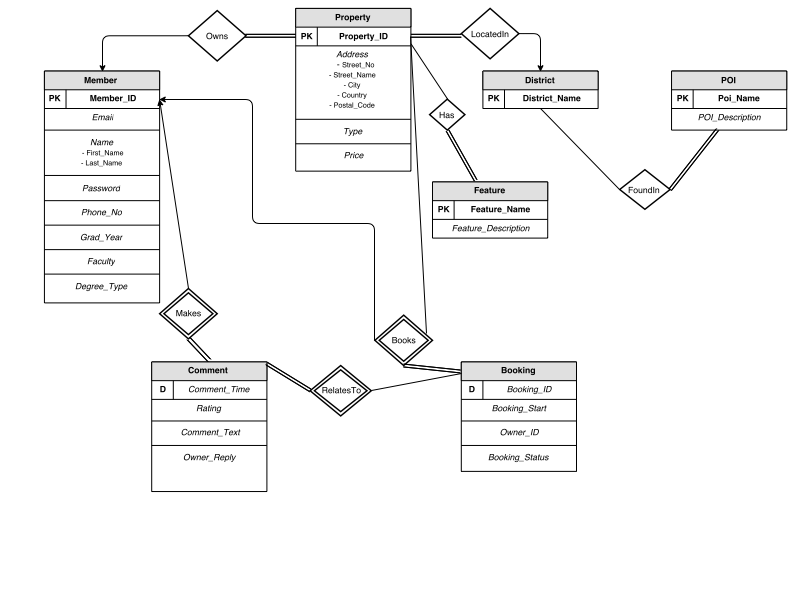 Property
PK Property_ID
Address
- Street_No
- Street_Name
- City
- Country
- Postal_Code
Type
Price
Owns
LocatedIn
Member
PK Member_ID
Email
Name
- First_Name
- Last_Name
Password
Phone_No
Grad_Year
Faculty
Degree_Type
District
PK District_Name
POI
PK Poi_Name
POI_Description
Has
FoundIn
Feature
PK Feature_Name
Feature_Description
Makes
Books
Comment
D Comment_Time
Rating
Comment_Text
Owner_Reply
RelatesTo
Booking
D Booking_ID
Booking_Start
Owner_ID
Booking_Status